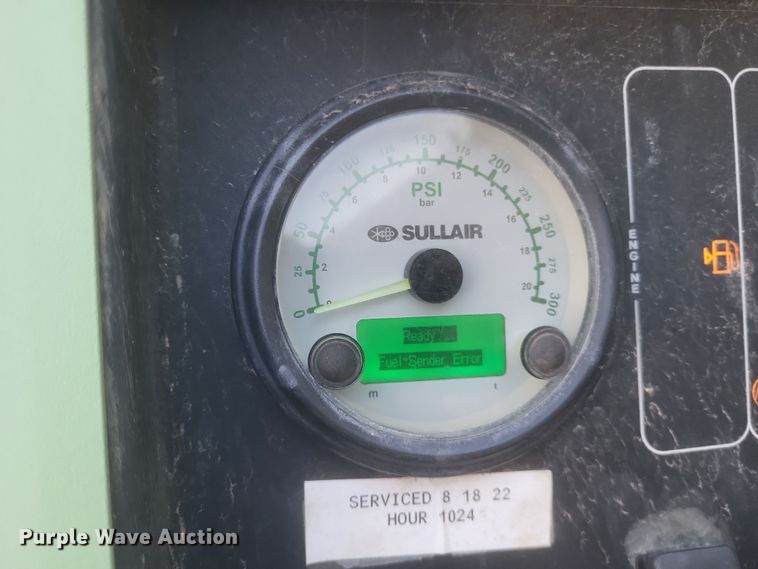 0 25 50 75 100 125 150 175 200 225 250 275 300
0 2 4 6 8 10 12 14 16 18 20
PSI
bar
SULLAIR
Ready
Fuel Sender Error
m t
ENGINE
SERVICED 8 18 22
HOUR 1024
Purple Wave Auction